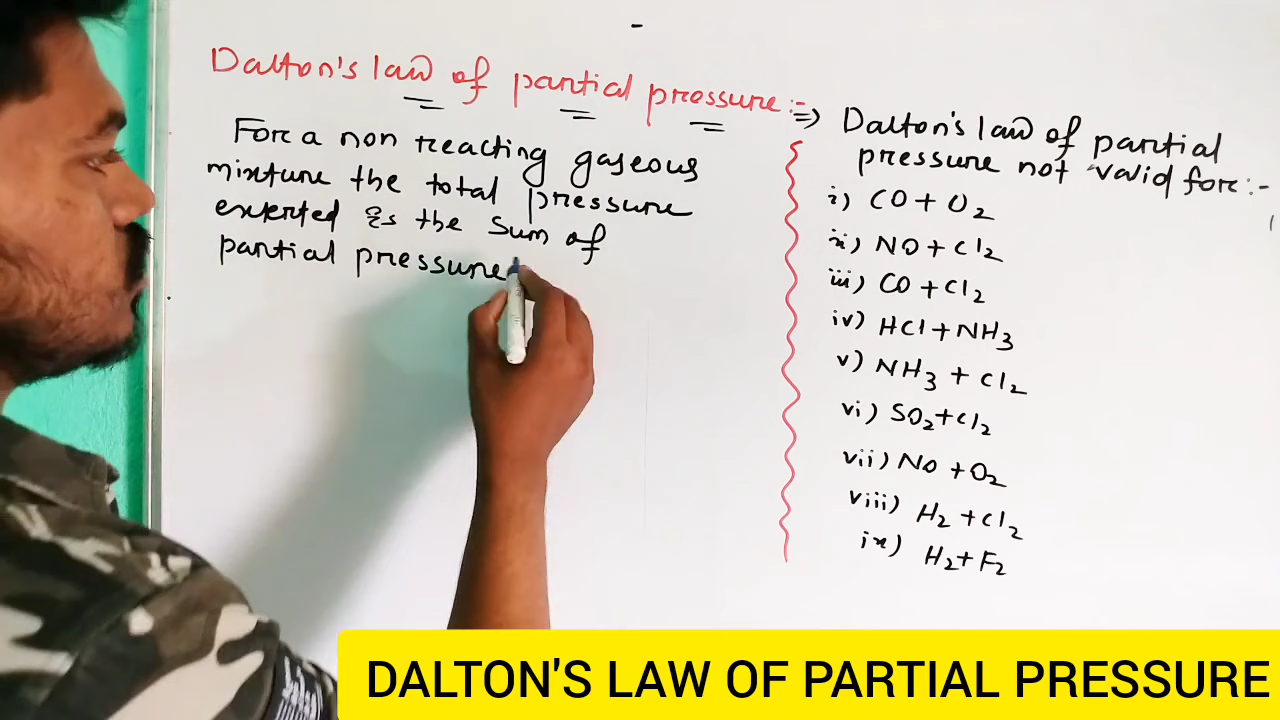 Dalton's law of partial pressure :-
For a non reacting gaseous
mixture the total pressure
exerted is the sum of
partial pressure
=> Dalton's law of partial
pressure not valid for :-
i) CO + O2
ii) NO + Cl2
iii) CO + Cl2
iv) HCl + NH3
v) NH3 + Cl2
vi) SO2 + Cl2
vii) NO + O2
viii) H2 + Cl2
ix) H2 + F2
DALTON'S LAW OF PARTIAL PRESSURE